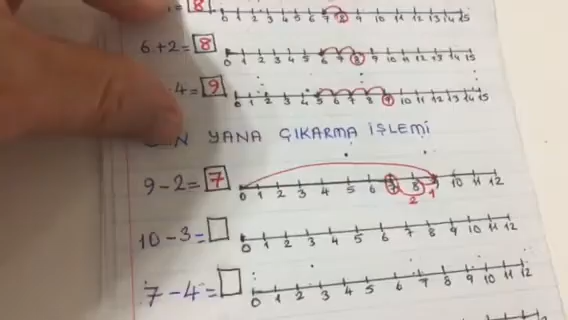 = 8 0 1 2 3 4 5 6 7 8 9 10 11 12 13 14 15
6+2= 8 0 1 2 3 4 5 6 7 8 9 10 11 12 13 14 15
4= 9 0 1 2 3 4 5 6 7 8 9 10 11 12 13 14 15
YANA ÇIKARMA İŞLEMİ
9-2= 7 0 1 2 3 4 5 6 7 8 10 11 12
2 1
10-3= 0 1 2 3 4 5 6 7 8 9 10 11 12
7-4= 0 1 2 3 4 5 6 7 8 9 10 11 12